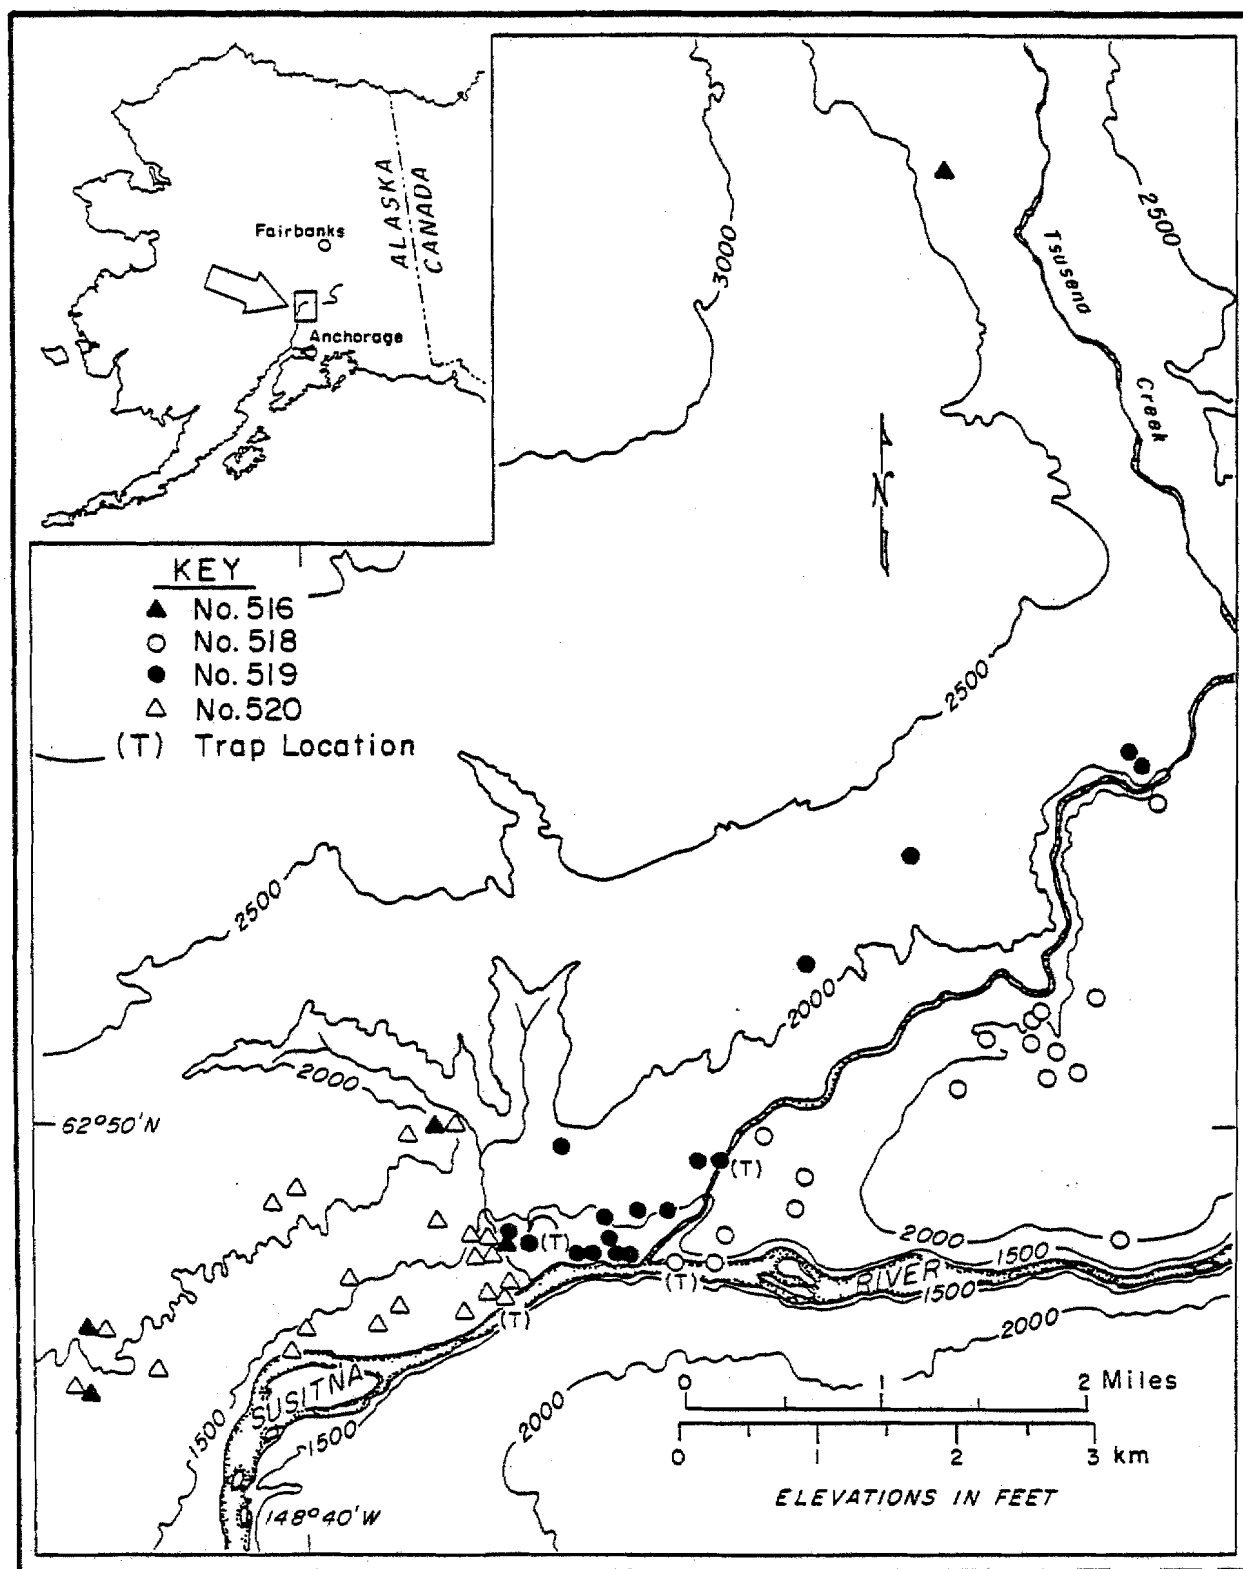 ALASKA
CANADA
Fairbanks
Anchorage
KEY
No. 516
No. 518
No. 519
No. 520
(T) Trap Location
3000
2500
Tsusena
Creek
N
2500
2500
2000
2000
62°50'N
(T)
(T)
(T)
(T)
2000
1500
RIVER
1500
2000
SUSITNA
1500
1500
2000
148°40'W
0 1 2 Miles
0 1 2 3 km
ELEVATIONS IN FEET